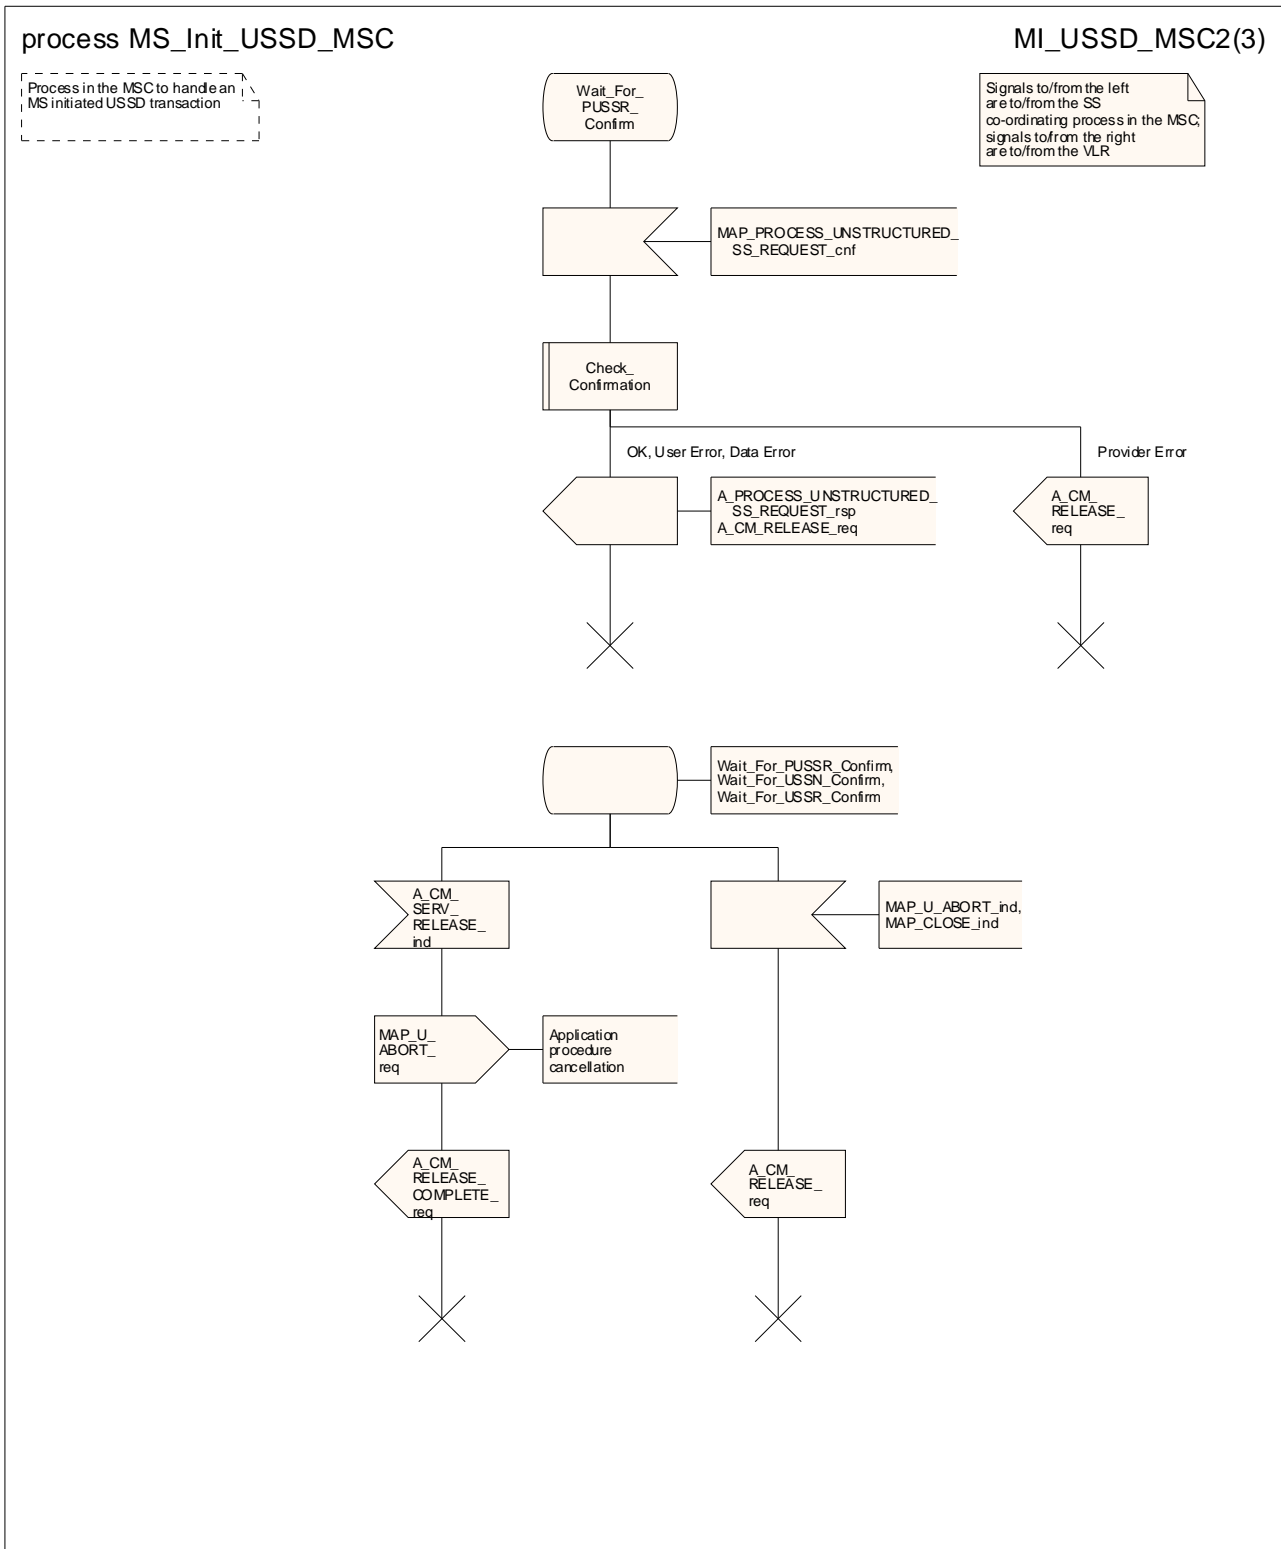 process MS_Init_USSD_MSC
MI_USSD_MSC2(3)
Process in the MSC to handle an
MS initiated USSD transaction
Wait_For_
PUSSR_
Confirm
Signals to/from the left
are to/from the SS
co-ordinating process in the MSC;
signals to/from the right
are to/from the VLR
MAP_PROCESS_UNSTRUCTURED_
SS_REQUEST_cnf
Check_
Confirmation
OK, User Error, Data Error
Provider Error
A_PROCESS_UNSTRUCTURED_
SS_REQUEST_rsp
A_CM_RELEASE_req
A_CM_
RELEASE_
req
Wait_For_PUSSR_Confirm,
Wait_For_USSN_Confirm,
Wait_For_USSR_Confirm
A_CM_
SERV_
RELEASE_
ind
MAP_U_ABORT_ind,
MAP_CLOSE_ind
MAP_U_
ABORT_
req
Application
procedure
cancellation
A_CM_
RELEASE_
COMPLETE_
req
A_CM_
RELEASE_
req